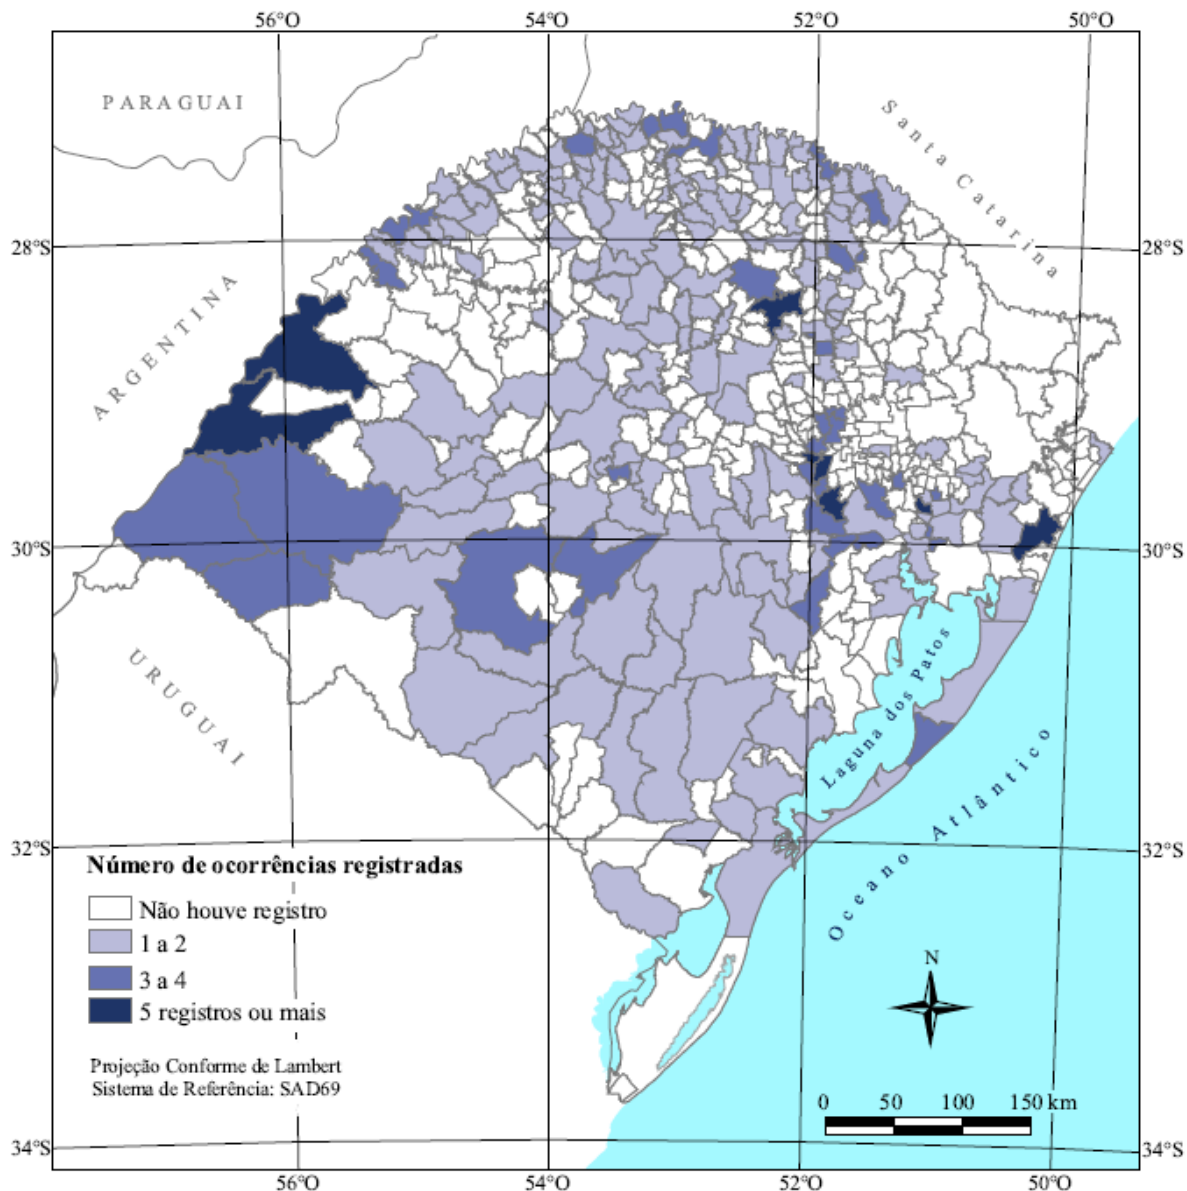 56°O 54°O 52°O 50°O
PARAGUAI
Santa Catarina
28°S 28°S
ARGENTINA
30°S 30°S
URUGUAI
Laguna dos Patos
Oceano Atlântico
32°S 32°S
Número de ocorrências registradas
Não houve registro
1 a 2
3 a 4
5 registros ou mais
N
Projeção Conforme de Lambert
Sistema de Referência: SAD69
0 50 100 150 km
34°S 34°S
56°O 54°O 52°O 50°O